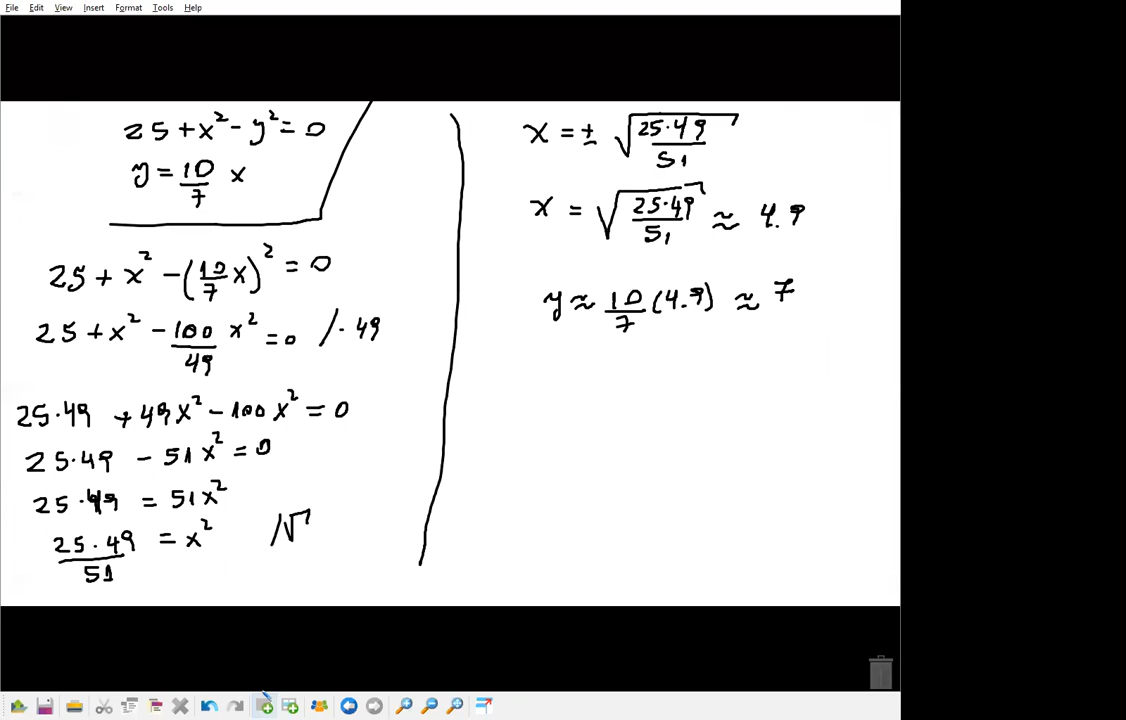 File Edit View Insert Format Tools Help
25 + x² - y² = 0
y = 10/7 x
25 + x² - (10/7 x)² = 0
25 + x² - 100/49 x² = 0 /· 49
25·49 + 49x² - 100x² = 0
25·49 - 51x² = 0
25·49 = 51x²
25·49/51 = x² /√
x = ± √(25·49/51)
x = √(25·49/51) ≈ 4.9
y ≈ 10/7 (4.9) ≈ 7